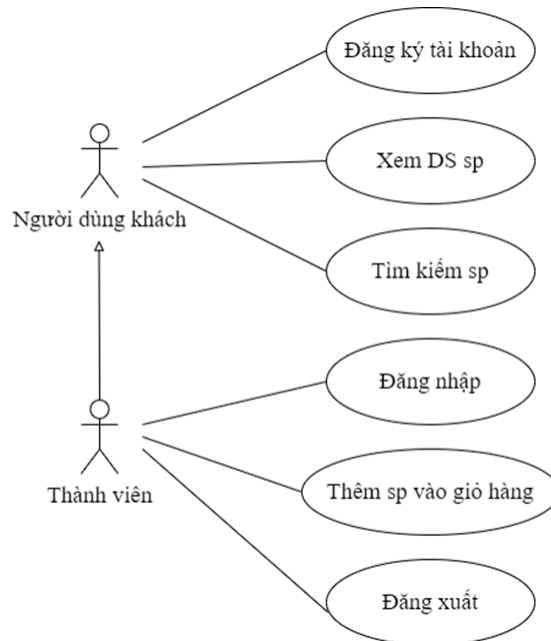 Đăng ký tài khoản
Xem DS sp
Người dùng khách
Tìm kiếm sp
Đăng nhập
Thêm sp vào giỏ hàng
Thành viên
Đăng xuất